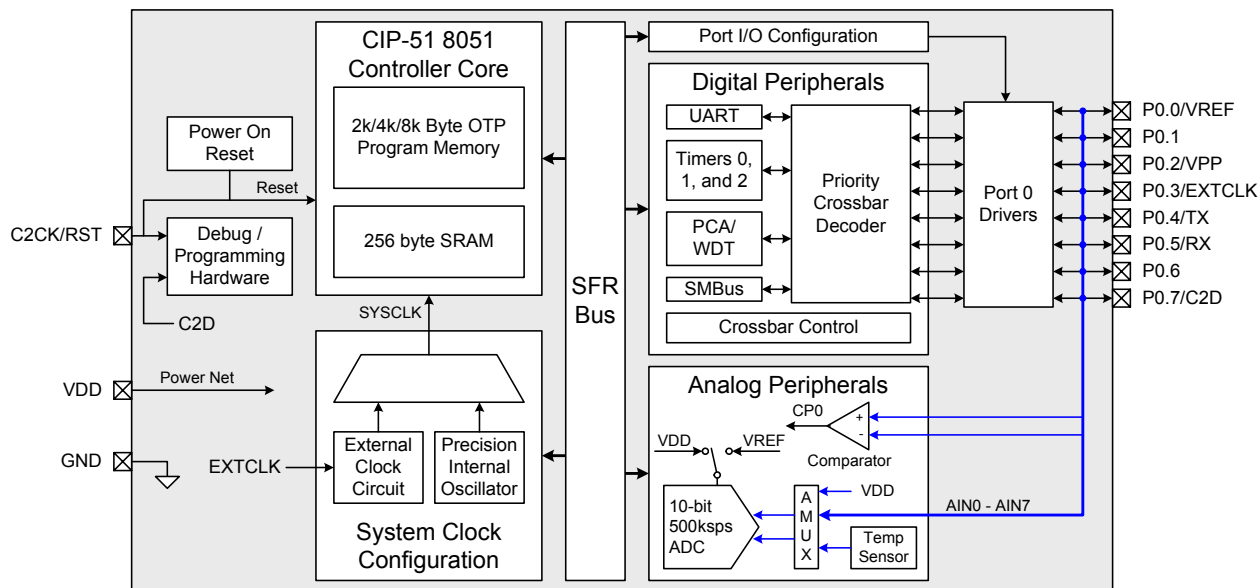 CIP-51 8051
Controller Core
2k/4k/8k Byte OTP
Program Memory
256 byte SRAM
Power On
Reset
Reset
C2CK/RST
Debug /
Programming
Hardware
C2D
VDD
Power Net
GND
SYSCLK
EXTCLK
External
Clock
Circuit
Precision
Internal
Oscillator
System Clock
Configuration
SFR
Bus
Port I/O Configuration
Digital Peripherals
UART
Timers 0,
1, and 2
PCA/
WDT
SMBus
Priority
Crossbar
Decoder
Crossbar Control
Port 0
Drivers
P0.0/VREF
P0.1
P0.2/VPP
P0.3/EXTCLK
P0.4/TX
P0.5/RX
P0.6
P0.7/C2D
Analog Peripherals
CP0
+
-
Comparator
VDD
VREF
10-bit
500ksps
ADC
A
M
U
X
VDD
Temp
Sensor
AIN0 - AIN7